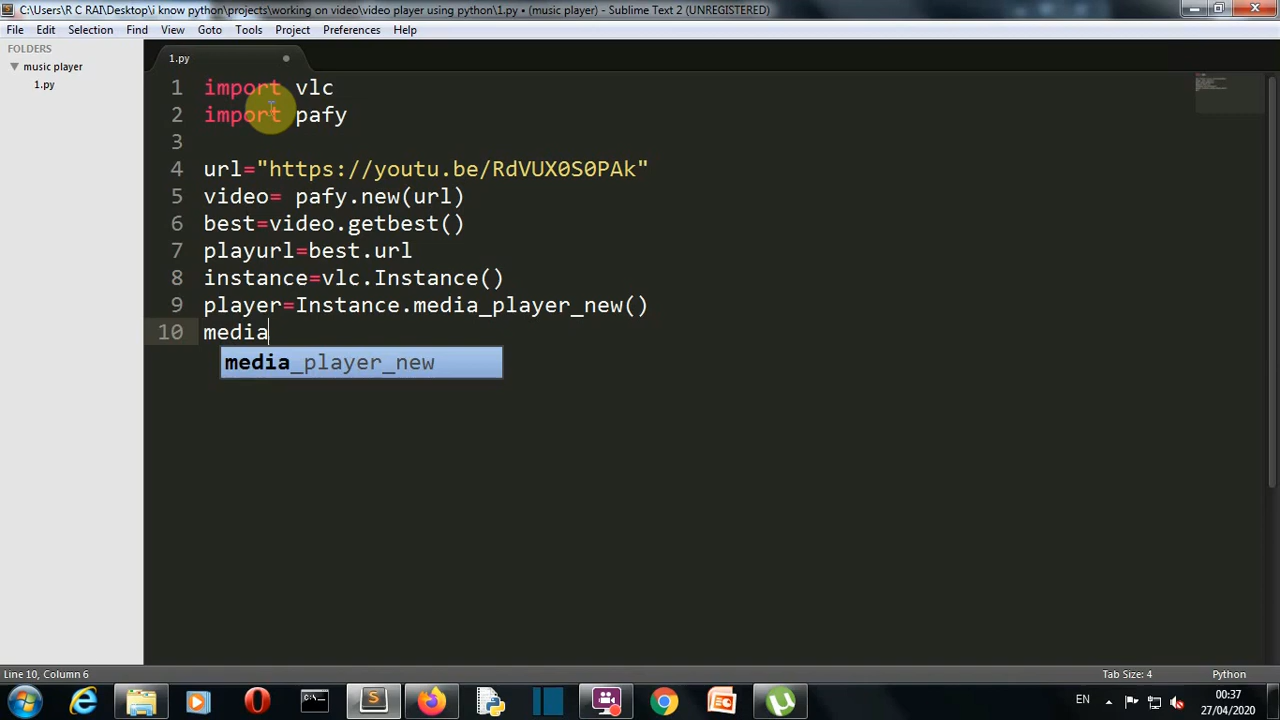 C:\Users\R C RAI\Desktop\i know python\projects\working on video\video player using python\1.py • (music player) - Sublime Text 2 (UNREGISTERED)
File Edit Selection Find View Goto Tools Project Preferences Help
FOLDERS
music player
1.py
1.py
1 import vlc
2 import pafy
3
4 url="https://youtu.be/RdVUX0S0PAk"
5 video= pafy.new(url)
6 best=video.getbest()
7 playurl=best.url
8 instance=vlc.Instance()
9 player=Instance.media_player_new()
10 media
media_player_new
Line 10, Column 6
Tab Size: 4
Python
EN
00:37
27/04/2020